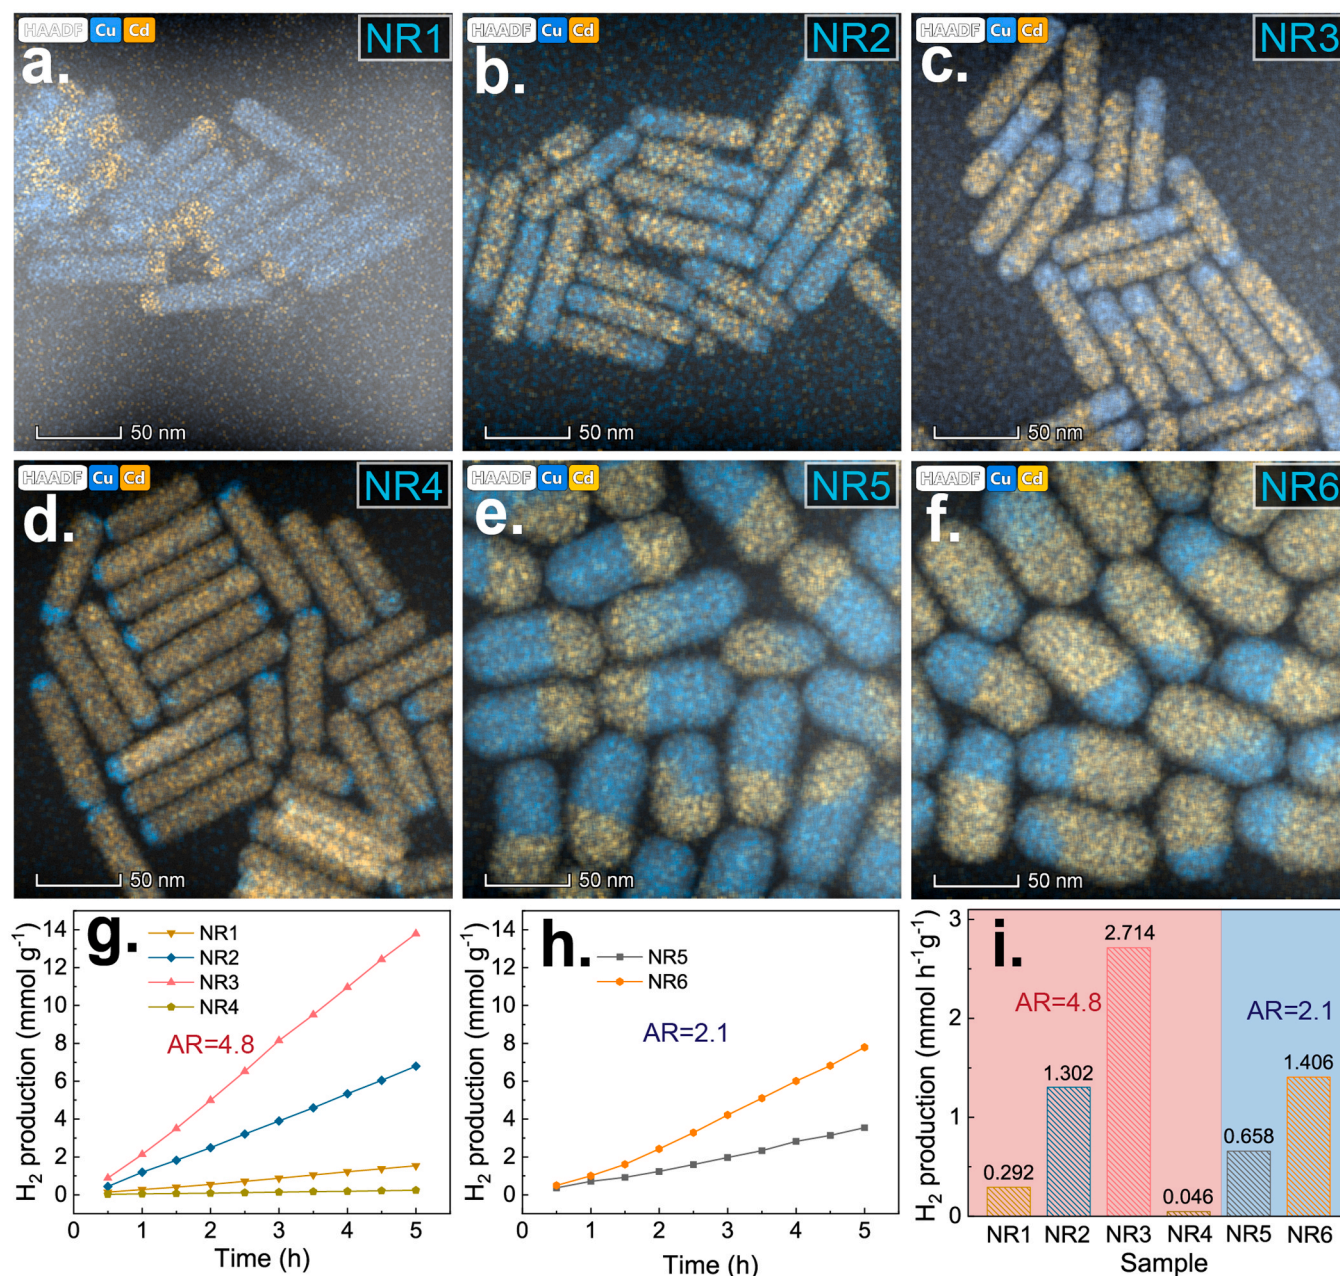 HAADF Cu Cd NR1
a.
50 nm
HAADF Cu Cd NR2
b.
50 nm
HAADF Cu Cd NR3
c.
50 nm
HAADF Cu Cd NR4
d.
50 nm
HAADF Cu Cd NR5
e.
50 nm
HAADF Cu Cd NR6
f.
50 nm
g.
H₂ production (mmol g⁻¹)
14
12
10
8
6
4
2
0
NR1
NR2
NR3
NR4
AR=4.8
0 1 2 3 4 5
Time (h)
h.
H₂ production (mmol g⁻¹)
14
12
10
8
6
4
2
0
NR5
NR6
AR=2.1
0 1 2 3 4 5
Time (h)
i.
H₂ production (mmol h⁻¹g⁻¹)
3
2
1
0
AR=4.8
AR=2.1
0.292
1.302
2.714
0.046
0.658
1.406
NR1 NR2 NR3 NR4 NR5 NR6
Sample